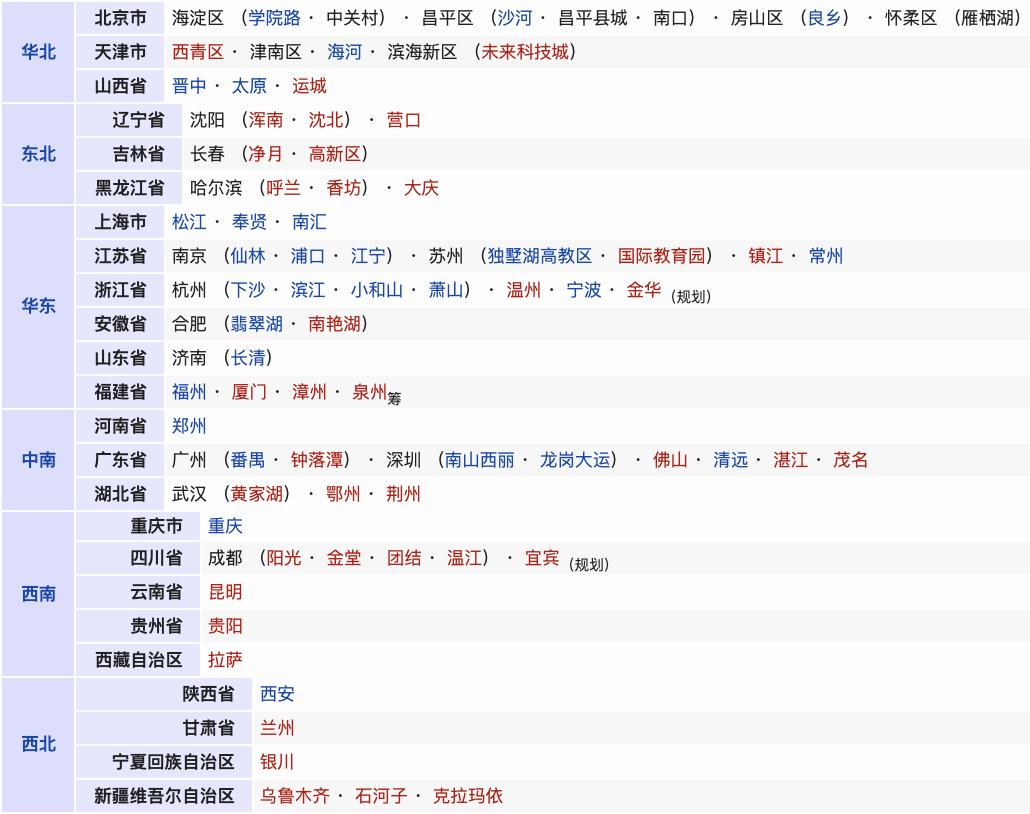 华北
北京市 海淀区 （学院路 · 中关村） · 昌平区 （沙河 · 昌平县城 · 南口） · 房山区 （良乡） · 怀柔区 （雁栖湖）
天津市 西青区 · 津南区 · 海河 · 滨海新区 （未来科技城）
山西省 晋中 · 太原 · 运城
东北
辽宁省 沈阳 （浑南 · 沈北） · 营口
吉林省 长春 （净月 · 高新区）
黑龙江省 哈尔滨 （呼兰 · 香坊） · 大庆
华东
上海市 松江 · 奉贤 · 南汇
江苏省 南京 （仙林 · 浦口 · 江宁） · 苏州 （独墅湖高教区 · 国际教育园） · 镇江 · 常州
浙江省 杭州 （下沙 · 滨江 · 小和山 · 萧山） · 温州 · 宁波 · 金华 (规划)
安徽省 合肥 （翡翠湖 · 南艳湖）
山东省 济南 （长清）
福建省 福州 · 厦门 · 漳州 · 泉州筹
中南
河南省 郑州
广东省 广州 （番禺 · 钟落潭） · 深圳 （南山西丽 · 龙岗大运） · 佛山 · 清远 · 湛江 · 茂名
湖北省 武汉 （黄家湖） · 鄂州 · 荆州
西南
重庆市 重庆
四川省 成都 （阳光 · 金堂 · 团结 · 温江） · 宜宾 (规划)
云南省 昆明
贵州省 贵阳
西藏自治区 拉萨
西北
陕西省 西安
甘肃省 兰州
宁夏回族自治区 银川
新疆维吾尔自治区 乌鲁木齐 · 石河子 · 克拉玛依